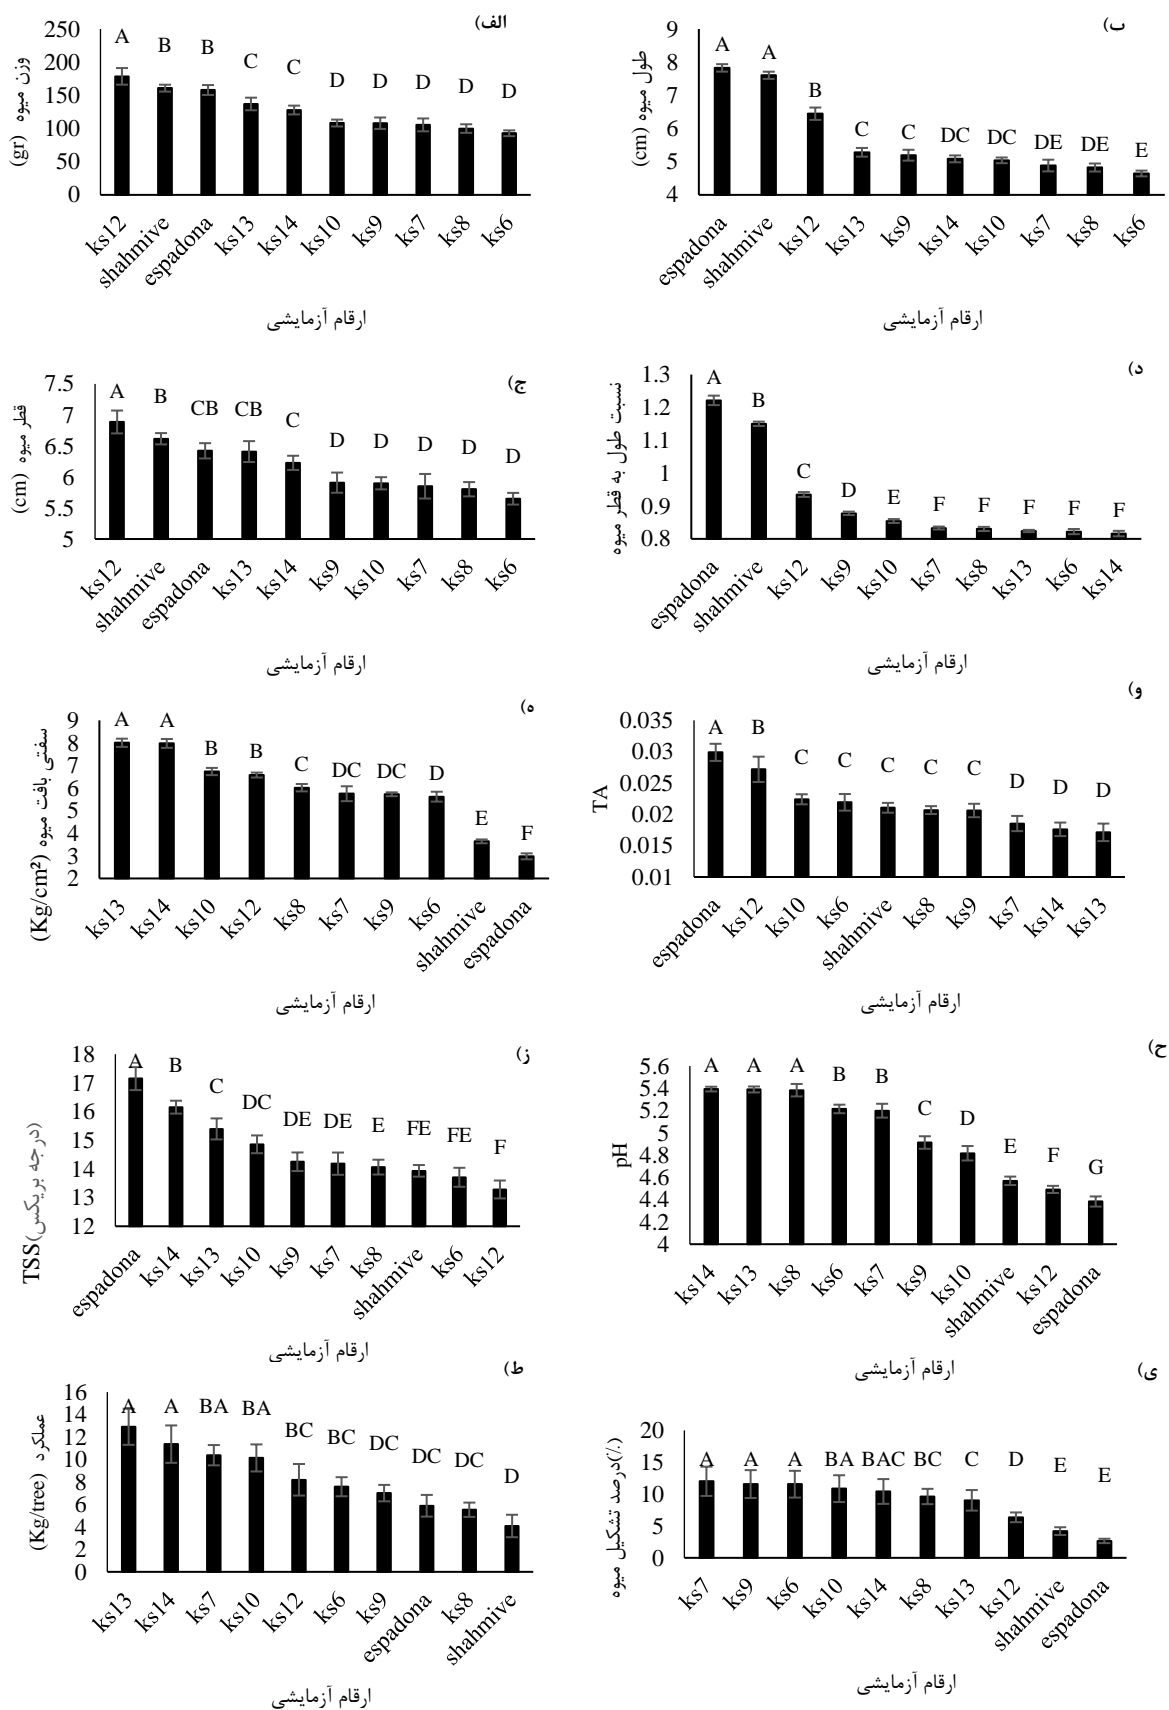 الف)
وزن میوه (gr)
250
200
150
100
50
0
A B B C C D D D D D
ks12 shahmive espadona ks13 ks14 ks10 ks9 ks7 ks8 ks6
ارقام آزمایشی
ب)
طول میوه (cm)
9
8
7
6
5
4
A A B C C DC DC DE DE E
espadona shahmive ks12 ks13 ks9 ks14 ks10 ks7 ks8 ks6
ارقام آزمایشی
ج)
قطر میوه (cm)
7.5
7
6.5
6
5.5
5
A B CB CB C D D D D D
ks12 shahmive espadona ks13 ks14 ks9 ks10 ks7 ks8 ks6
ارقام آزمایشی
د)
نسبت طول به قطر میوه
1.3
1.2
1.1
1
0.9
0.8
A B C D E F F F F F
espadona shahmive ks12 ks9 ks10 ks7 ks8 ks13 ks6 ks14
ارقام آزمایشی
ه)
سفتی بافت میوه (Kg/cm²)
9
8
7
6
5
4
3
2
A A B B C DC DC D E F
ks13 ks14 ks10 ks12 ks8 ks7 ks9 ks6 shahmive espadona
ارقام آزمایشی
و)
TA
0.035
0.03
0.025
0.02
0.015
0.01
A B C C C C C D D D
espadona ks12 ks10 ks6 shahmive ks8 ks9 ks7 ks14 ks13
ارقام آزمایشی
ز)
TSS(درجه بریکس)
18
17
16
15
14
13
12
A B C DC DE DE E FE FE F
espadona ks14 ks13 ks10 ks9 ks7 ks8 shahmive ks6 ks12
ارقام آزمایشی
ح)
pH
5.6
5.4
5.2
5
4.8
4.6
4.4
4.2
4
A A A B B C D E F G
ks14 ks13 ks8 ks6 ks7 ks9 ks10 shahmive ks12 espadona
ارقام آزمایشی
ط)
عملکرد (Kg/tree)
16
14
12
10
8
6
4
2
0
A A BA BA BC BC DC DC DC D
ks13 ks14 ks7 ks10 ks12 ks6 ks9 espadona ks8 shahmive
ارقام آزمایشی
ی)
درصد تشکیل میوه(٪)
20
15
10
5
0
A A A BA BAC BC C D E E
ks7 ks9 ks6 ks10 ks14 ks8 ks13 ks12 shahmive espadona
ارقام آزمایشی